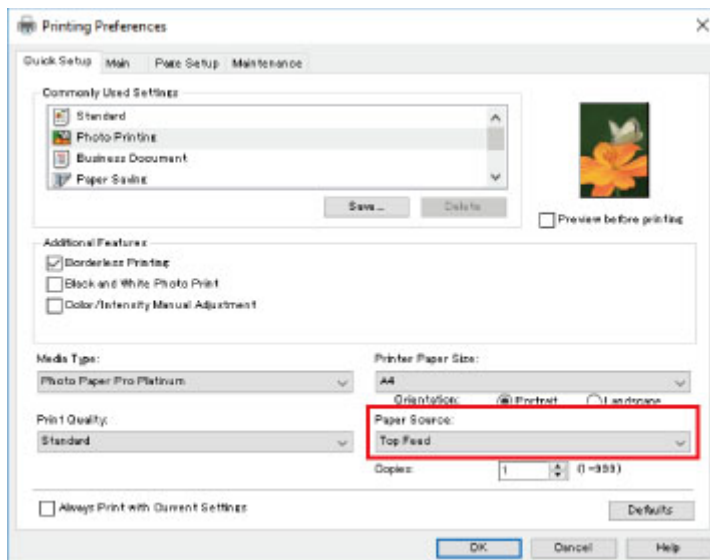 Printing Preferences
Quick Setup Main Page Setup Maintenance
Commonly Used Settings
Standard
Photo Printing
Business Document
Paper Saving
Save... Delete
Preview before printing
Additional Features
Borderless Printing
Black and White Photo Print
Color/Intensity Manual Adjustment
Media Type:
Photo Paper Pro Platinum
Printer Paper Size:
A4
Orientation: Portrait Landscape
Print Quality:
Standard
Paper Source:
Top Feed
Copies: 1 (1-999)
Always Print with Current Settings
Defaults
OK Cancel Help